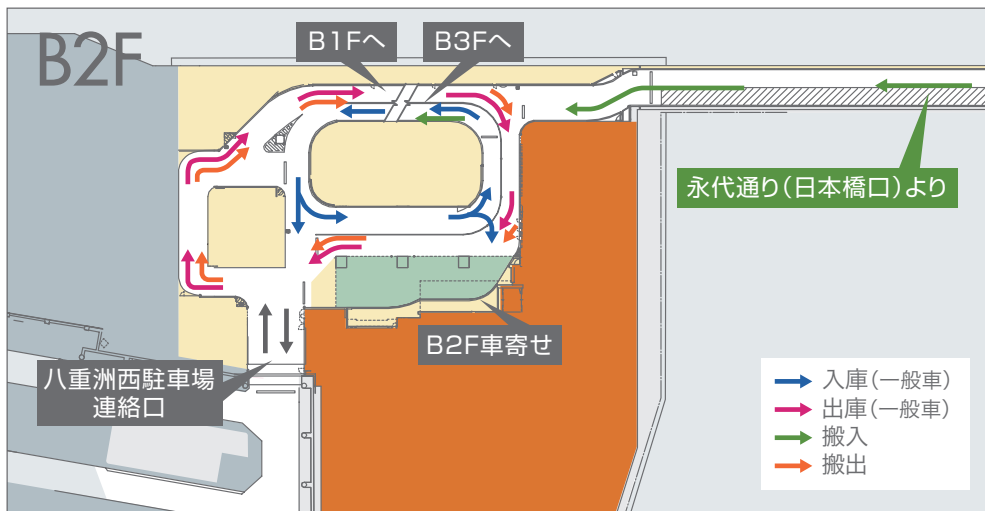 B2F
B1Fへ
B3Fへ
永代通り(日本橋口)より
B2F車寄せ
八重洲西駐車場
連絡口
入庫(一般車)
出庫(一般車)
搬入
搬出